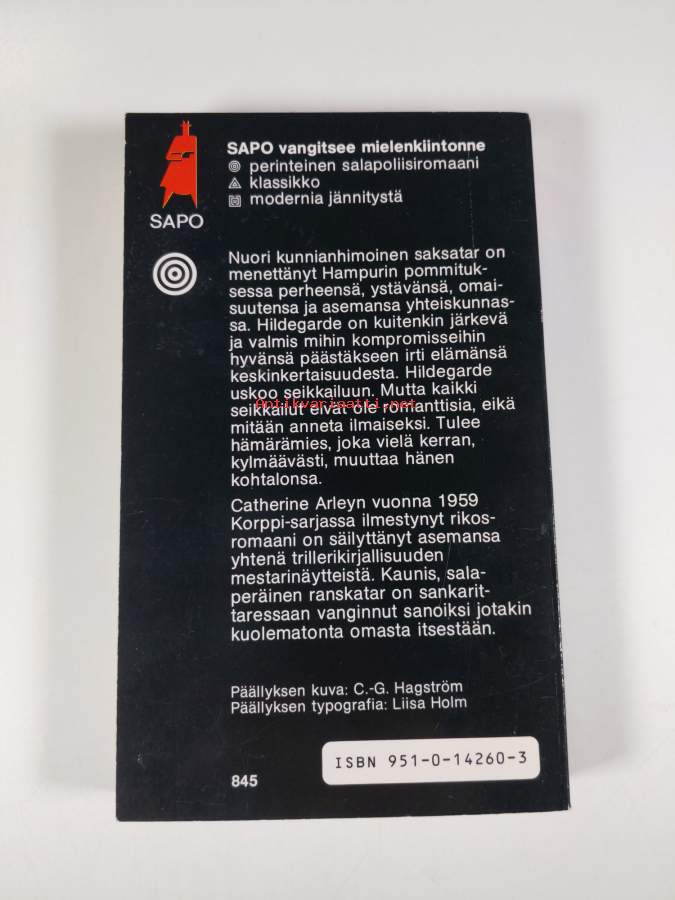 SAPO vangitsee mielenkiintonne
perinteinen salapoliisiromaani
klassikko
modernia jännitystä
SAPO
Nuori kunnianhimoinen saksatar on
menettänyt Hampurin pommituk-
sessa perheensä, ystävänsä, omai-
suutensa ja asemansa yhteiskunnas-
sa. Hildegarde on kuitenkin järkevä
ja valmis mihin kompromisseihin
hyvänsä päästäkseen irti elämänsä
keskinkertaisuudesta. Hildegarde
uskoo seikkailuun. Mutta kaikki
Antikvariaatti.net
seikkailut eivät ole romanttisia, eikä
mitään anneta ilmaiseksi. Tulee
hämärämies, joka vielä kerran,
kylmäävästi, muuttaa hänen
kohtalonsa.
Catherine Arleyn vuonna 1959
Korppi-sarjassa ilmestynyt rikos-
romaani on säilyttänyt asemansa
yhtenä trillerikirjallisuuden
mestarinäytteistä. Kaunis, sala-
peräinen ranskatar on sankarit-
taressaan vanginnut sanoiksi jotakin
kuolematonta omasta itsestään.
Päällyksen kuva: C.-G. Hagström
Päällyksen typografia: Liisa Holm
ISBN 951-0-14260-3
845